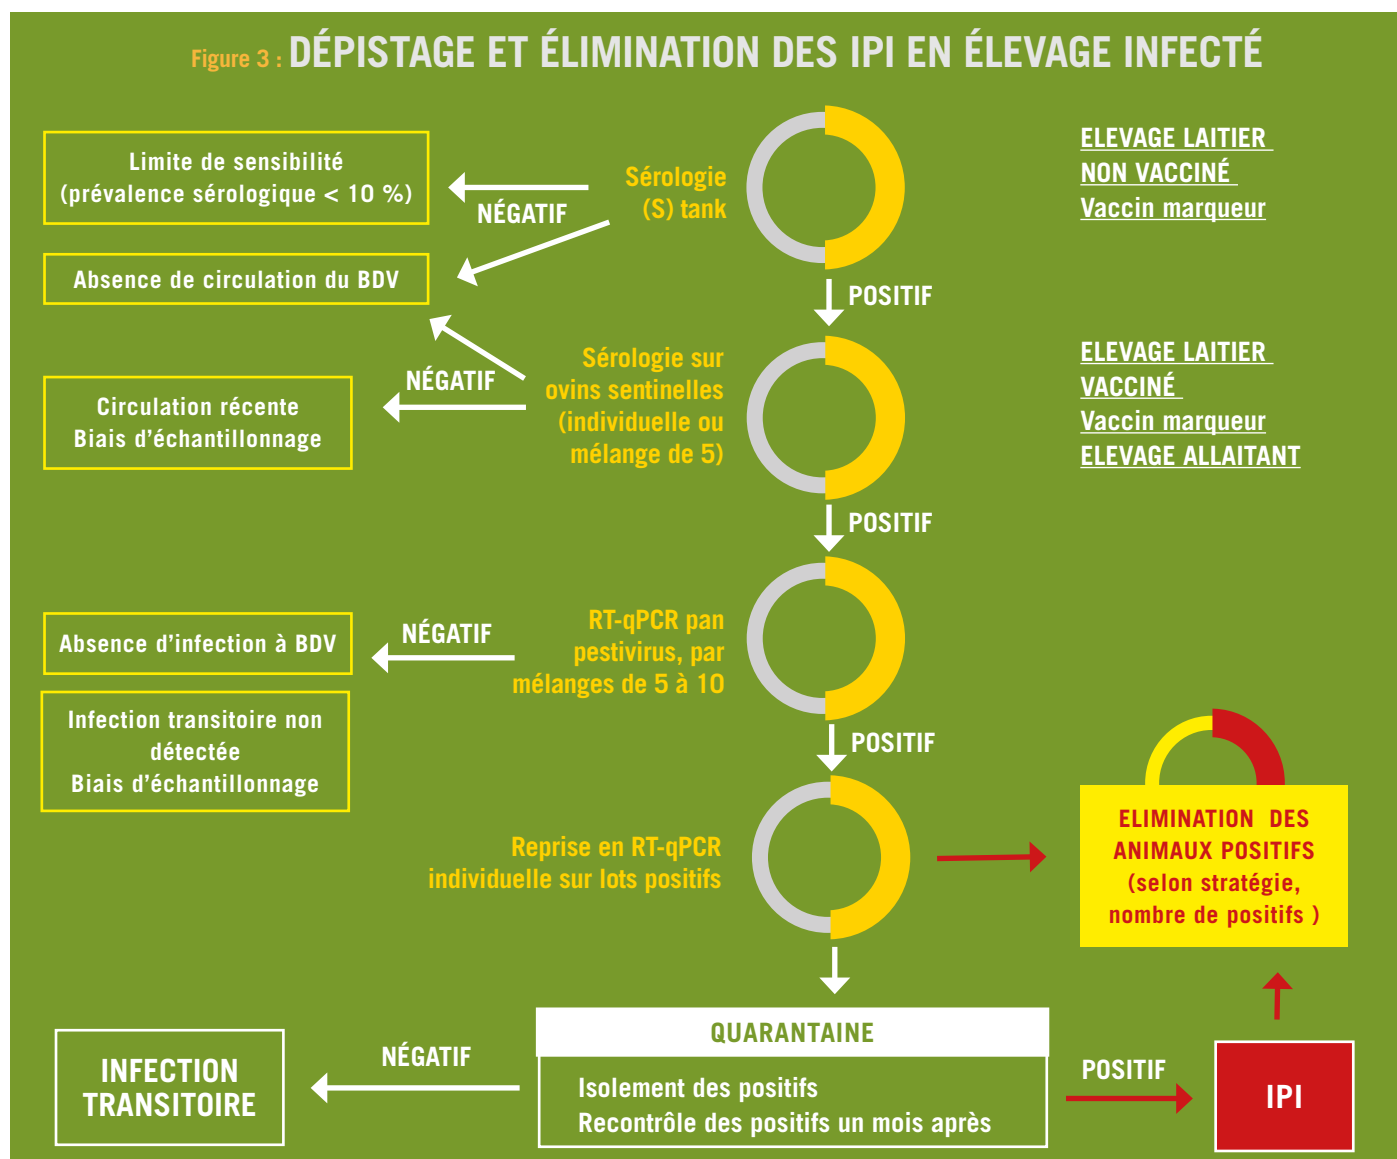 Figure 3 : DÉPISTAGE ET ÉLIMINATION DES IPI EN ÉLEVAGE INFECTÉ
Limite de sensibilité
(prévalence sérologique < 10 %)
NÉGATIF
Sérologie
(S) tank
ELEVAGE LAITIER
NON VACCINÉ
Vaccin marqueur
Absence de circulation du BDV
POSITIF
Circulation récente
Biais d'échantillonnage
NÉGATIF
Sérologie sur
ovins sentinelles
(individuelle ou
mélange de 5)
ELEVAGE LAITIER
VACCINÉ
Vaccin marqueur
ELEVAGE ALLAITANT
POSITIF
Absence d'infection à BDV
NÉGATIF
RT-qPCR pan
pestivirus, par
mélanges de 5 à 10
Infection transitoire non
détectée
Biais d'échantillonnage
POSITIF
Reprise en RT-qPCR
individuelle sur lots positifs
ELIMINATION DES
ANIMAUX POSITIFS
(selon stratégie,
nombre de positifs )
QUARANTAINE
Isolement des positifs
Recontrôle des positifs un mois après
NÉGATIF
INFECTION
TRANSITOIRE
POSITIF
IPI